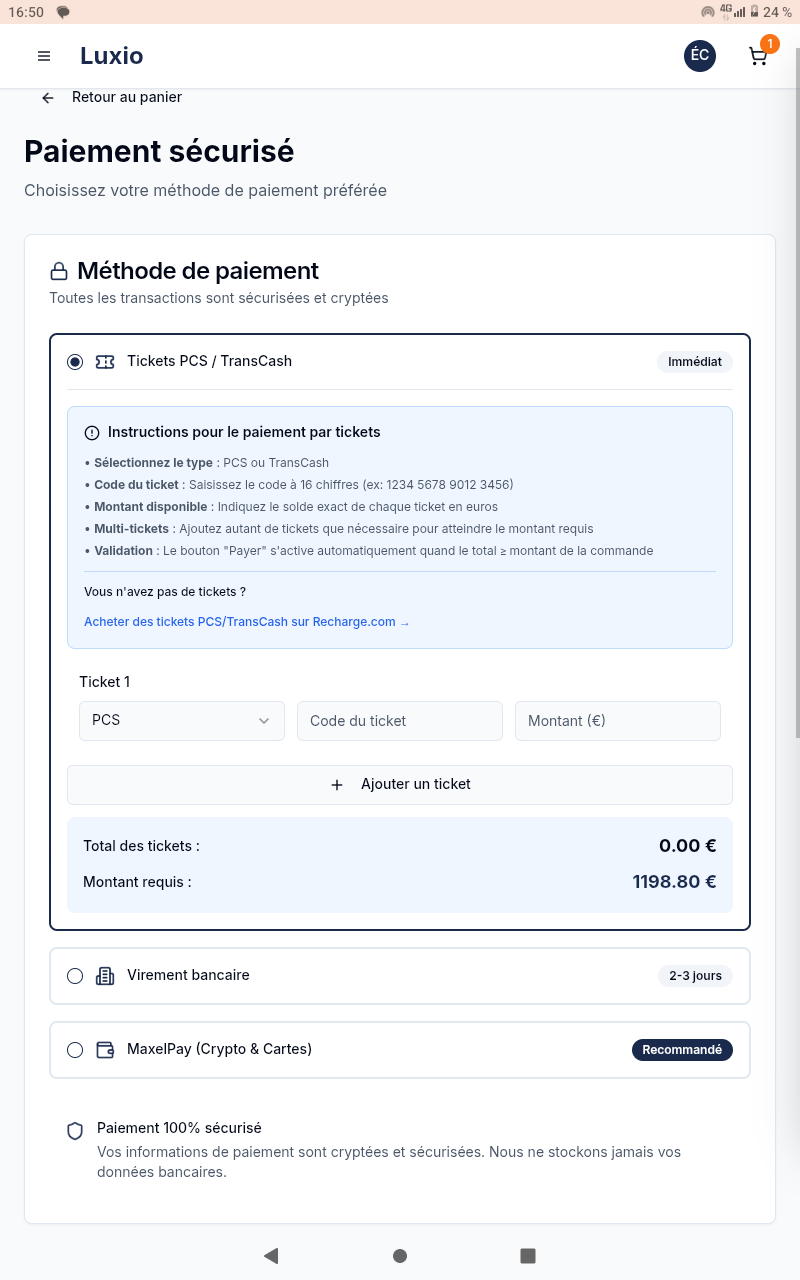 16:50
4G
24 %
Luxio
ÉC
1
Retour au panier
Paiement sécurisé
Choisissez votre méthode de paiement préférée
Méthode de paiement
Toutes les transactions sont sécurisées et cryptées
Tickets PCS / TransCash
Immédiat
Instructions pour le paiement par tickets
• Sélectionnez le type : PCS ou TransCash
• Code du ticket : Saisissez le code à 16 chiffres (ex: 1234 5678 9012 3456)
• Montant disponible : Indiquez le solde exact de chaque ticket en euros
• Multi-tickets : Ajoutez autant de tickets que nécessaire pour atteindre le montant requis
• Validation : Le bouton "Payer" s'active automatiquement quand le total ≥ montant de la commande
Vous n'avez pas de tickets ?
Acheter des tickets PCS/TransCash sur Recharge.com →
Ticket 1
PCS
Code du ticket
Montant (€)
Ajouter un ticket
Total des tickets :
0.00 €
Montant requis :
1198.80 €
Virement bancaire
2-3 jours
MaxelPay (Crypto & Cartes)
Recommandé
Paiement 100% sécurisé
Vos informations de paiement sont cryptées et sécurisées. Nous ne stockons jamais vos
données bancaires.